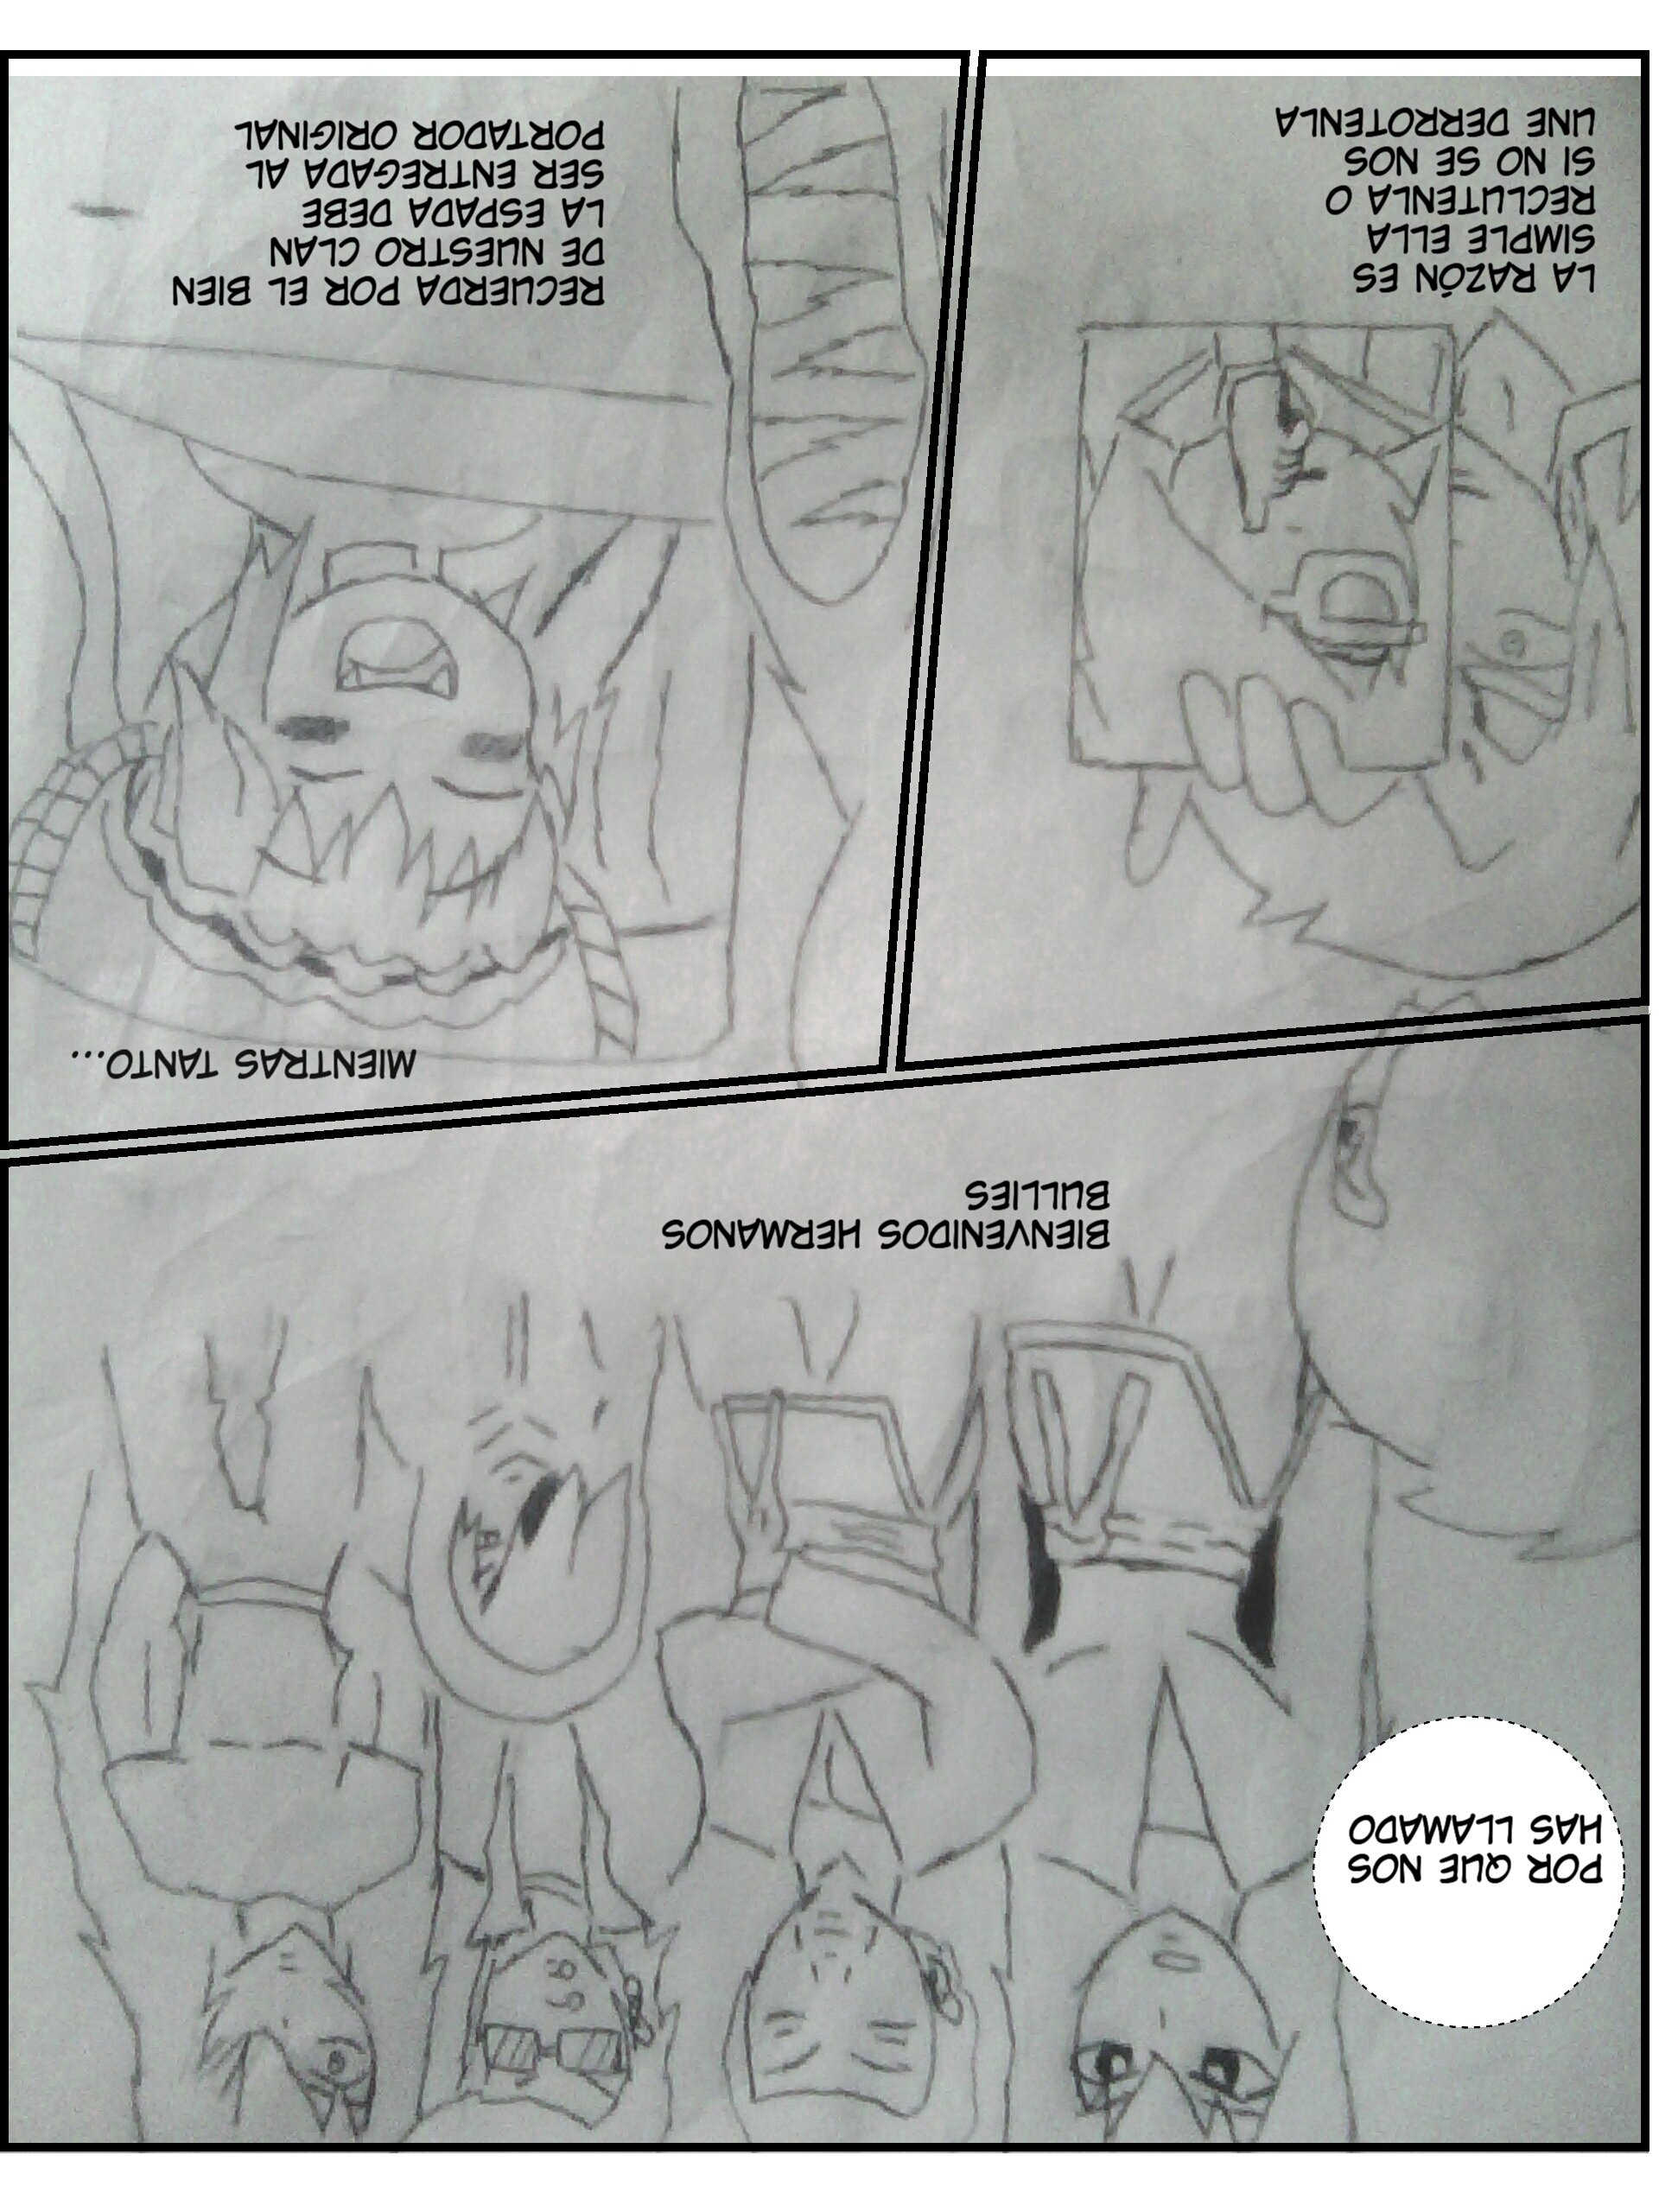 POR QUE NOS
HAS LLAMADO
BIENVENIDOS HERMANOS
BULLIES
LA RAZÓN ES
SIMPLE ELLA
RECLUTENLA O
SI NO SE NOS
UNE DERROTENLA
MIENTRAS TANTO...
RECUERDA POR EL BIEN
DE NUESTRO CLAN
LA ESPADA DEBE
SER ENTREGADA AL
PORTADOR ORIGINAL